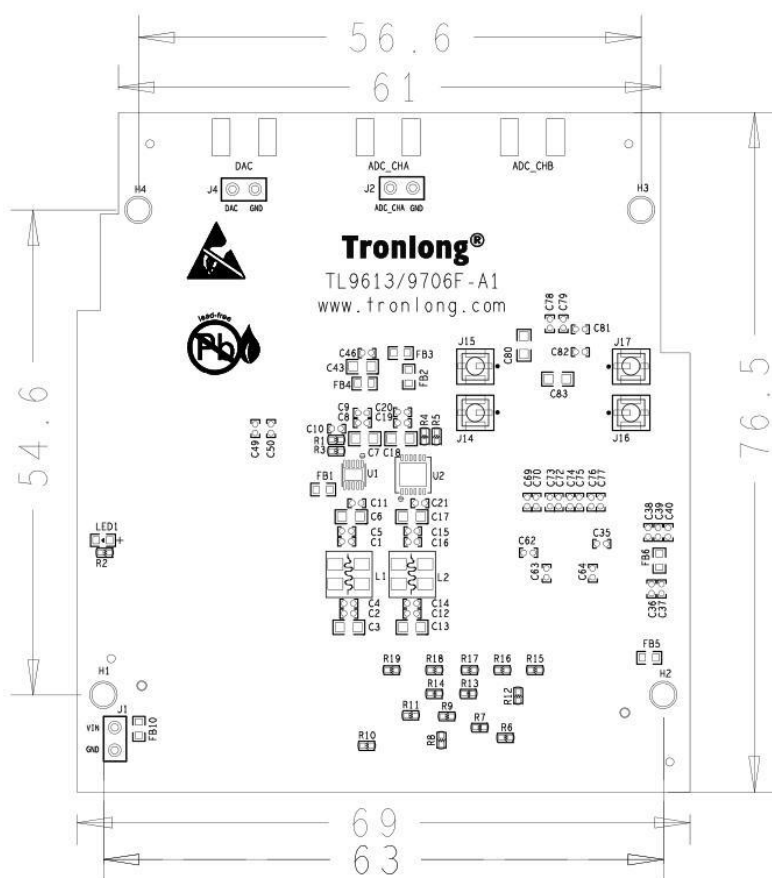 56.6
61
DAC
ADC_CHA
ADC_CHB
J4
J2
H4
DAC GND
ADC_CHA GND
H3
Tronlong®
TL9613/9706F-A1
www.tronlong.com
lead-free
Pb
C78
C79
C81
C46
FB3
J15
C80
C82
J17
C43
FB4
FB2
C83
C9
C20
C8
C19
R4
R5
C10
R1
R3
C49
C50
C7
C18
J14
J16
FB1
U1
U2
54.6
76.5
C69
C70
C73
C72
C74
C75
C76
C77
C11
C21
C6
C17
C38
C39
C40
LED1
+
R2
C5
C15
C1
C16
C62
C35
FB6
L1
L2
C63
C64
C4
C14
C2
C12
C3
C13
C36
C37
FB5
R19
R18
R17
R16
R15
H1
H2
R14
R13
R12
J1
VIN
GND
FB10
R11
R9
R7
R6
R10
R8
69
63